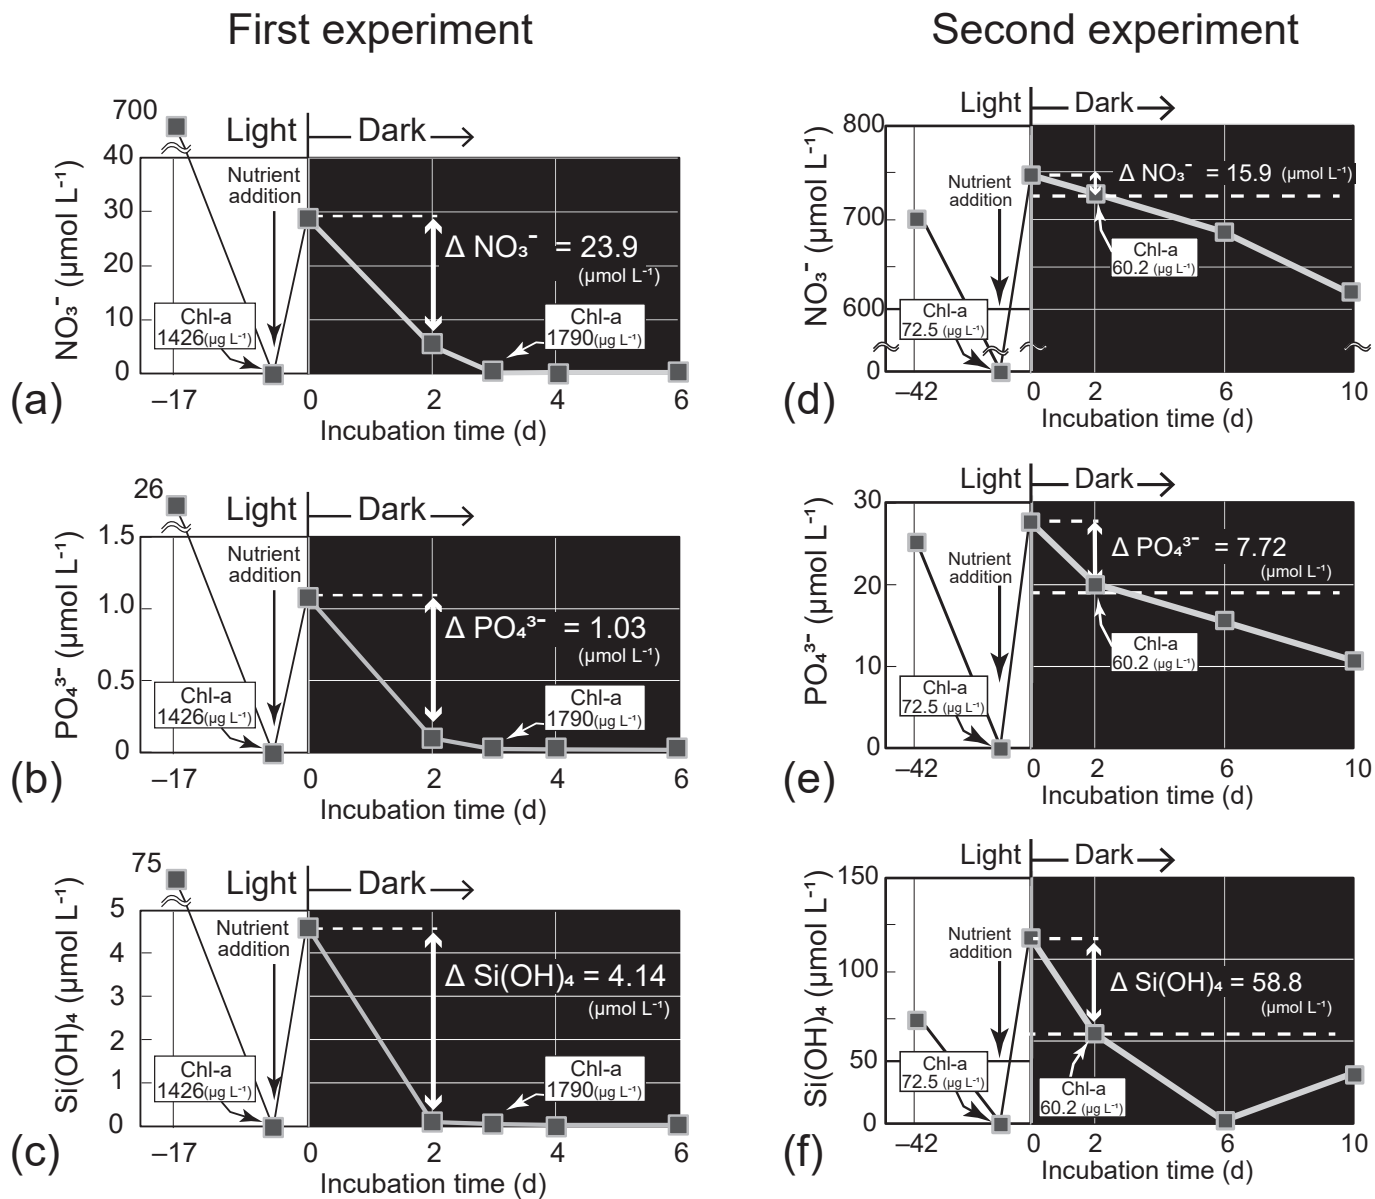 First experiment
Second experiment
700
Light
Dark
NO₃⁻ (µmol L⁻¹)
40
30
20
10
0
Nutrient
addition
Δ NO₃⁻ = 23.9
(µmol L⁻¹)
Chl-a
1426(µg L⁻¹)
Chl-a
1790(µg L⁻¹)
(a)
–17
0
2
4
6
Incubation time (d)
Light
Dark
NO₃⁻ (µmol L⁻¹)
800
700
600
0
Nutrient
addition
Δ NO₃⁻ = 15.9 (µmol L⁻¹)
Chl-a
60.2 (µg L⁻¹)
Chl-a
72.5 (µg L⁻¹)
(d)
–42
0
2
6
10
Incubation time (d)
26
Light
Dark
PO₄³⁻ (µmol L⁻¹)
1.5
1.0
0.5
0
Nutrient
addition
Δ PO₄³⁻ = 1.03
(µmol L⁻¹)
Chl-a
1426(µg L⁻¹)
Chl-a
1790(µg L⁻¹)
(b)
–17
0
2
4
6
Incubation time (d)
Light
Dark
PO₄³⁻ (µmol L⁻¹)
30
20
10
0
Nutrient
addition
Δ PO₄³⁻ = 7.72
(µmol L⁻¹)
Chl-a
60.2 (µg L⁻¹)
Chl-a
72.5 (µg L⁻¹)
(e)
–42
0
2
6
10
Incubation time (d)
75
Light
Dark
Si(OH)₄ (µmol L⁻¹)
5
4
3
2
1
0
Nutrient
addition
Δ Si(OH)₄ = 4.14
(µmol L⁻¹)
Chl-a
1426(µg L⁻¹)
Chl-a
1790(µg L⁻¹)
(c)
–17
0
2
4
6
Incubation time (d)
Light
Dark
Si(OH)₄ (µmol L⁻¹)
150
100
50
0
Nutrient
addition
Δ Si(OH)₄ = 58.8
(µmol L⁻¹)
Chl-a
72.5 (µg L⁻¹)
Chl-a
60.2 (µg L⁻¹)
(f)
–42
0
2
6
10
Incubation time (d)